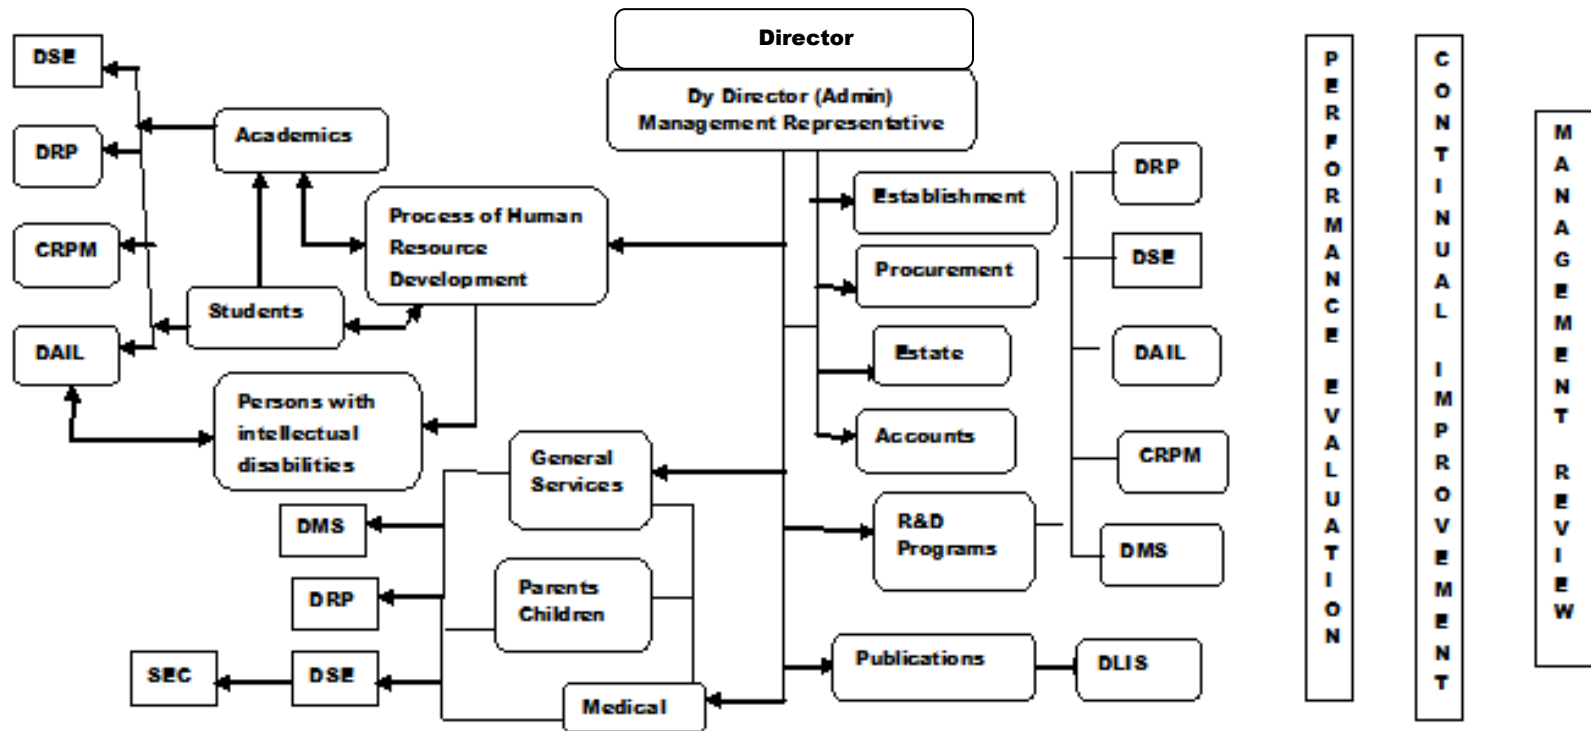 Director
Dy Director (Admin)
Management Representative
DSE
DRP
CRPM
DAIL
Academics
Students
Process of Human
Resource
Development
Persons with
intellectual
disabilities
General
Services
DMS
Parents
Children
DRP
DSE
SEC
Medical
Establishment
Procurement
Estate
Accounts
R&D
Programs
Publications
DLIS
DRP
DSE
DAIL
CRPM
DMS
PERFORMANCE EVALUATION
CONTINUAL IMPROVEMENT
MANAGEMENT REVIEW